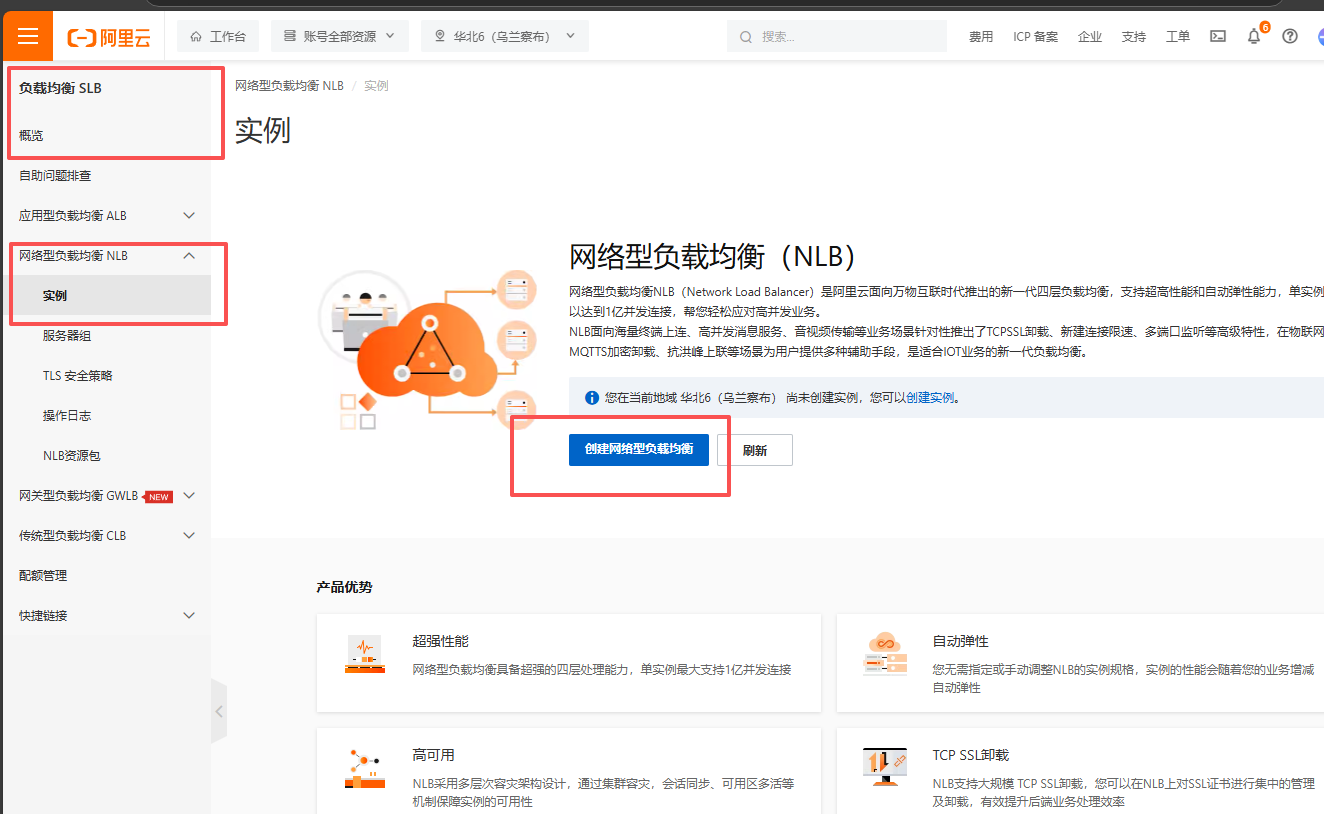 阿里云
工作台
账号全部资源
华北6（乌兰察布）
搜索...
费用
ICP 备案
企业
支持
工单
6
负载均衡 SLB
概览
自助问题排查
应用型负载均衡 ALB
网络型负载均衡 NLB
实例
服务器组
TLS 安全策略
操作日志
NLB资源包
网关型负载均衡 GWLB NEW
传统型负载均衡 CLB
配额管理
快捷链接
网络型负载均衡 NLB / 实例
实例
网络型负载均衡（NLB）
网络型负载均衡NLB（Network Load Balancer）是阿里云面向万物互联时代推出的新一代四层负载均衡，支持超高性能和自动弹性能力，单实例
以达到1亿并发连接，帮您轻松应对高并发业务。
NLB面向海量终端上连、高并发消息服务、音视频传输等业务场景针对性推出了TCPSSL卸载、新建连接限速、多端口监听等高级特性，在物联网
MQTTS加密卸载、抗洪峰上联等场景为用户提供多种辅助手段，是适合IOT业务的新一代负载均衡。
您在当前地域 华北6（乌兰察布） 尚未创建实例，您可以创建实例。
创建网络型负载均衡
刷新
产品优势
超强性能
网络型负载均衡具备超强的四层处理能力，单实例最大支持1亿并发连接
自动弹性
您无需指定或手动调整NLB的实例规格，实例的性能会随着您的业务增减
自动弹性
高可用
NLB采用多层次容灾架构设计，通过集群容灾，会话同步、可用区多活等
机制保障实例的可用性
TCP SSL卸载
NLB支持大规模 TCP SSL卸载，您可以在NLB上对SSL证书进行集中的管理
及卸载，有效提升后端业务处理效率